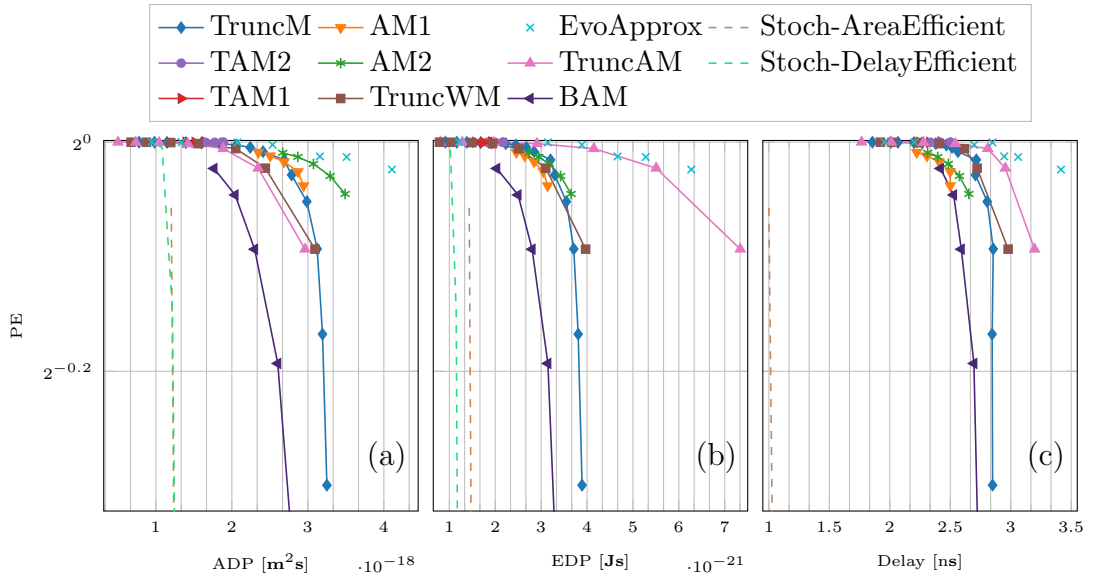 TruncM AM1 EvoApprox Stoch-AreaEfficient
TAM2 AM2 TruncAM Stoch-DelayEfficient
TAM1 TruncWM BAM
PE
2^0
2^−0.2
(a) (b) (c)
1 2 3 4 1 2 3 4 5 6 7 1 1.5 2 2.5 3 3.5
ADP [m^2s] ·10^−18 EDP [Js] ·10^−21 Delay [ns]